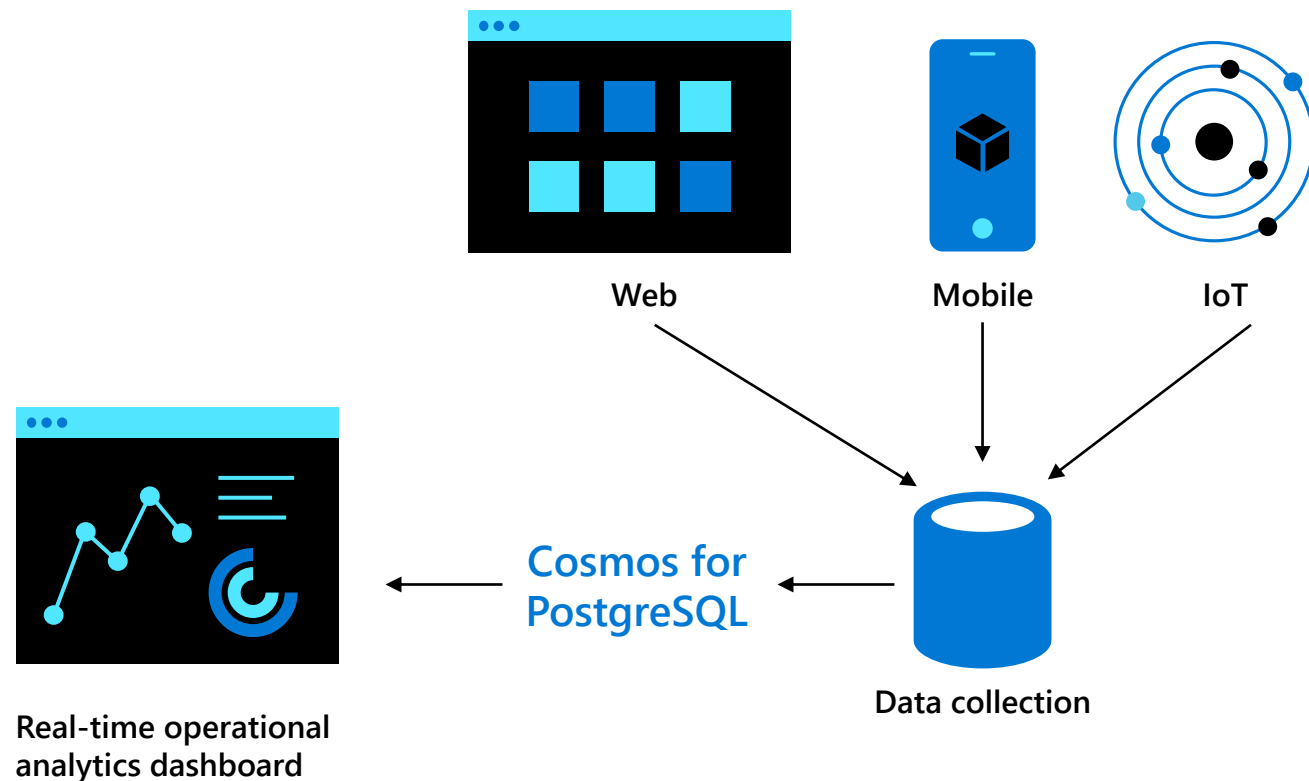 Web
Mobile
IoT
Cosmos for
PostgreSQL
Data collection
Real-time operational
analytics dashboard